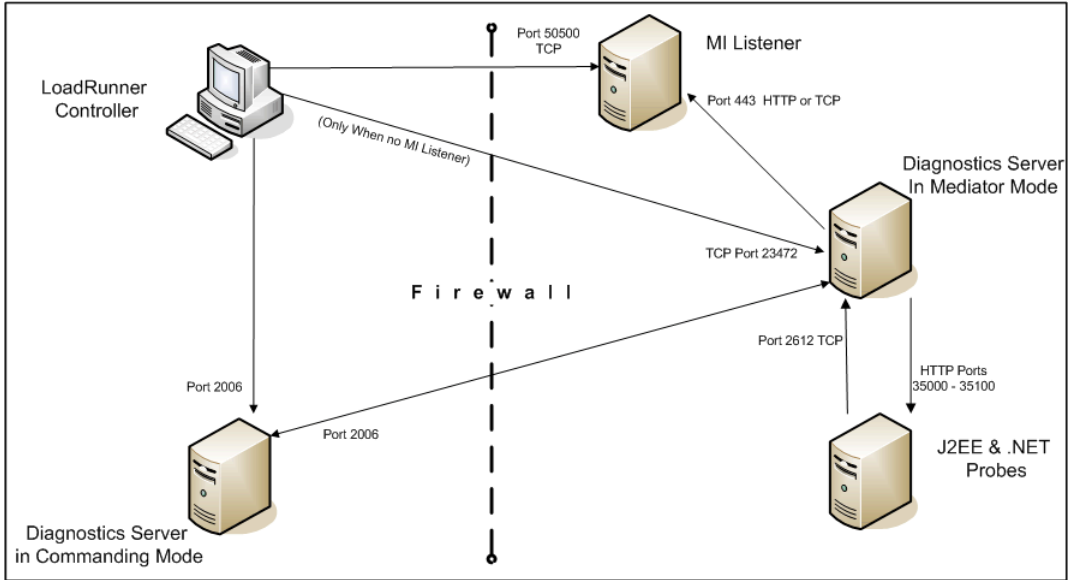 Port 50500
TCP
MI Listener
LoadRunner
Controller
Port 443 HTTP or TCP
(Only When no MI Listener)
Diagnostics Server
In Mediator Mode
TCP Port 23472
F i r e w a l l
Port 2612 TCP
HTTP Ports
35000 - 35100
Port 2006
Port 2006
J2EE & .NET
Probes
Diagnostics Server
in Commanding Mode